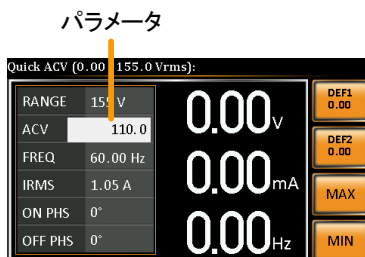 パラメータ
Quick ACV (0.00 155.0 Vrms):
RANGE 155 V
ACV 110.0
FREQ 60.00 Hz
IRMS 1.05 A
ON PHS 0°
OFF PHS 0°
0.00V
0.00mA
0.00Hz
DEF1
0.00
DEF2
0.00
MAX
MIN